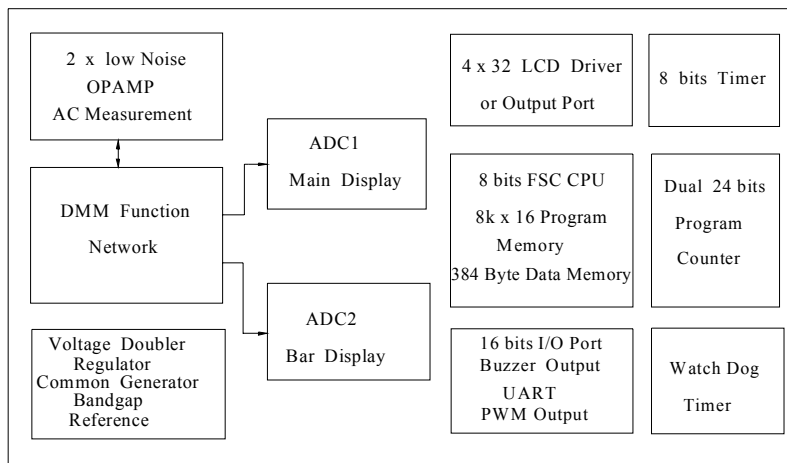 2 x low Noise
OPAMP
AC Measurement
DMM Function
Network
Voltage Doubler
Regulator
Common Generator
Bandgap
Reference
ADC1
Main Display
ADC2
Bar Display
4 x 32 LCD Driver
or Output Port
8 bits Timer
8 bits FSC CPU
8k x 16 Program
Memory
384 Byte Data Memory
Dual 24 bits
Program
Counter
16 bits I/O Port
Buzzer Output
UART
PWM Output
Watch Dog
Timer